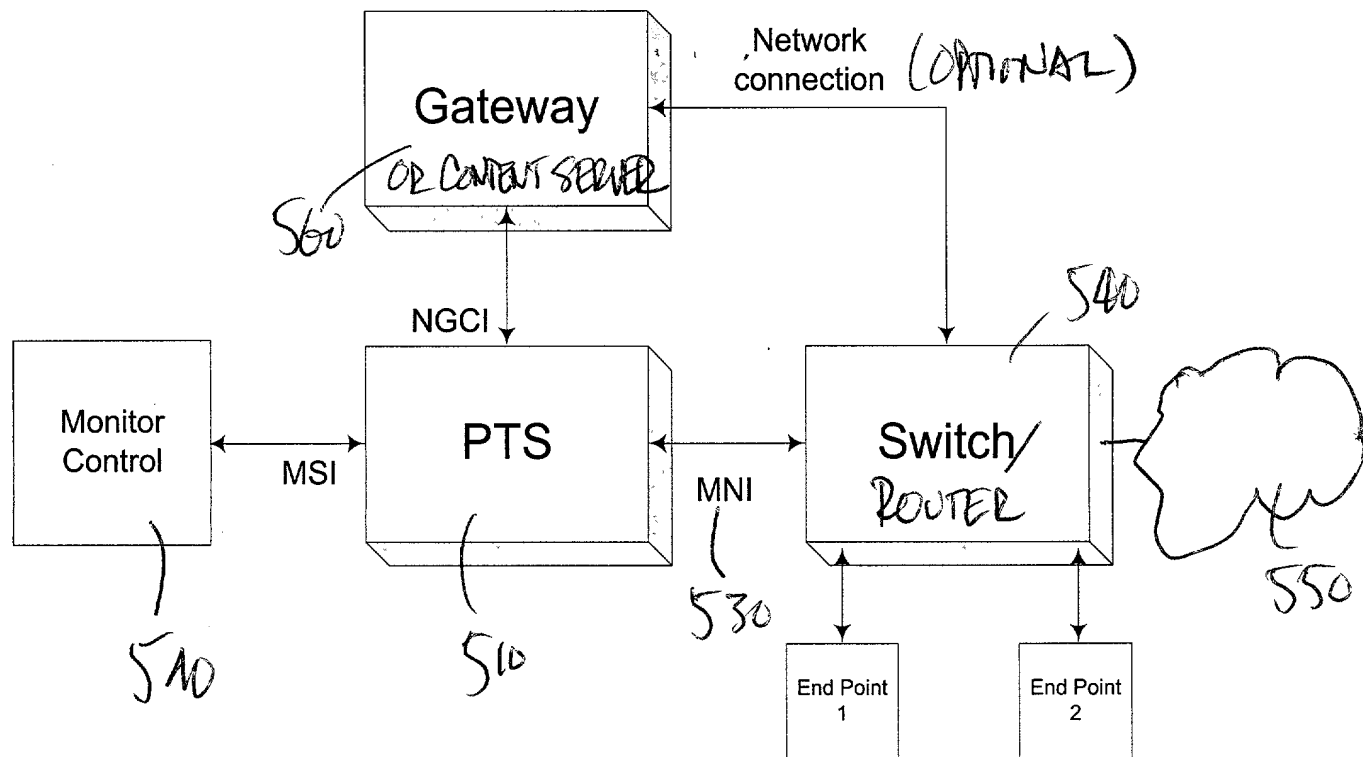 Network
connection (OPTIONAL)
Gateway
OR CONTENT SERVER
560
NGCI
540
Monitor
Control
MSI
PTS
MNI
Switch/
ROUTER
530
550
510
End Point
1
End Point
2